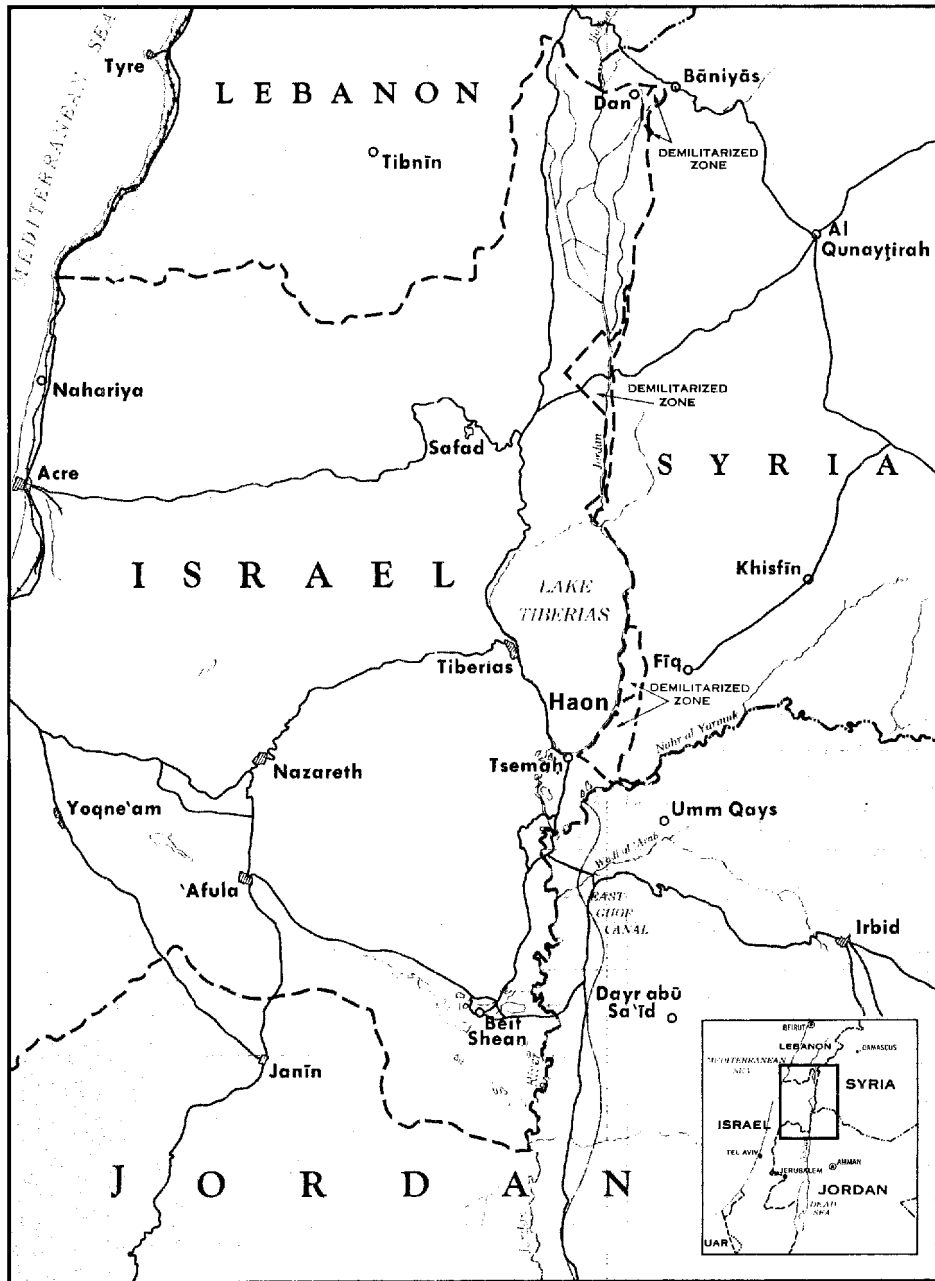 MEDITERRANEAN SEA
Tyre
LEBANON
Tibnīn
Dan
Bāniyās
DEMILITARIZED
ZONE
Al
Qunayṭirah
Nahariya
Safad
DEMILITARIZED
ZONE
Jordan
SYRIA
Acre
ISRAEL
LAKE
TIBERIAS
Khisfīn
Tiberias
Fīq
DEMILITARIZED
ZONE
Haon
Nahr al Yarmuk
Nazareth
Tsemaḥ
Yoqne'am
Umm Qays
Wadi al 'Arab
'Afula
EAST
GHOR
CANAL
Irbid
Dayr abū
Sa'īd
Beit
Shean
Janīn
JORDAN
BEIRUT
LEBANON
DAMASCUS
MEDITERRANEAN
SEA
SYRIA
ISRAEL
TEL AVIV
AMMAN
JERUSALEM
JORDAN
DEAD
SEA
UAR